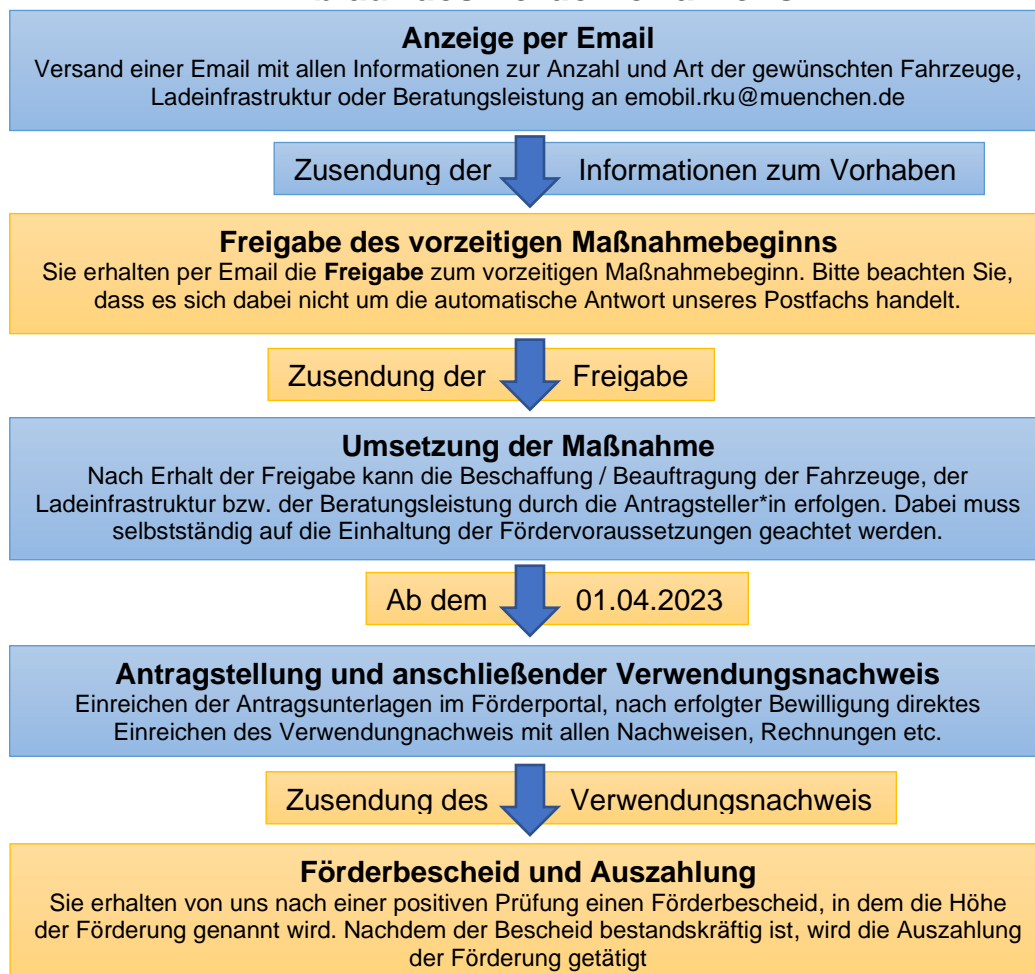 Anzeige per Email
Versand einer Email mit allen Informationen zur Anzahl und Art der gewünschten Fahrzeuge,
Ladeinfrastruktur oder Beratungsleistung an emobil.rku@muenchen.de
Zusendung der Informationen zum Vorhaben
Freigabe des vorzeitigen Maßnahmebeginns
Sie erhalten per Email die Freigabe zum vorzeitigen Maßnahmebeginn. Bitte beachten Sie,
dass es sich dabei nicht um die automatische Antwort unseres Postfachs handelt.
Zusendung der Freigabe
Umsetzung der Maßnahme
Nach Erhalt der Freigabe kann die Beschaffung / Beauftragung der Fahrzeuge, der
Ladeinfrastruktur bzw. der Beratungsleistung durch die Antragsteller*in erfolgen. Dabei muss
selbstständig auf die Einhaltung der Fördervoraussetzungen geachtet werden.
Ab dem 01.04.2023
Antragstellung und anschließender Verwendungsnachweis
Einreichen der Antragsunterlagen im Förderportal, nach erfolgter Bewilligung direktes
Einreichen des Verwendungnachweis mit allen Nachweisen, Rechnungen etc.
Zusendung des Verwendungsnachweis
Förderbescheid und Auszahlung
Sie erhalten von uns nach einer positiven Prüfung einen Förderbescheid, in dem die Höhe
der Förderung genannt wird. Nachdem der Bescheid bestandskräftig ist, wird die Auszahlung
der Förderung getätigt